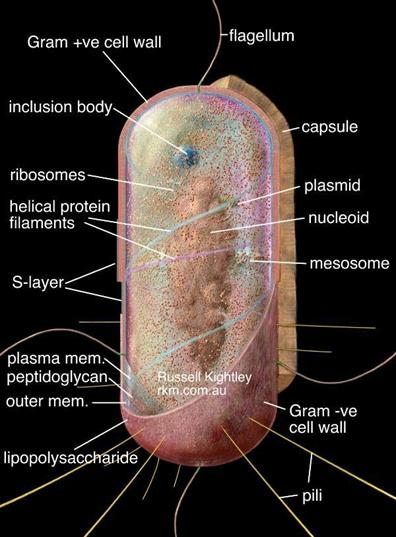 flagellum
Gram +ve cell wall
inclusion body
capsule
ribosomes
plasmid
helical protein
filaments
nucleoid
mesosome
S-layer
plasma mem.
peptidoglycan
outer mem.
Russell Kightley
rkm.com.au
Gram -ve
cell wall
lipopolysaccharide
pili